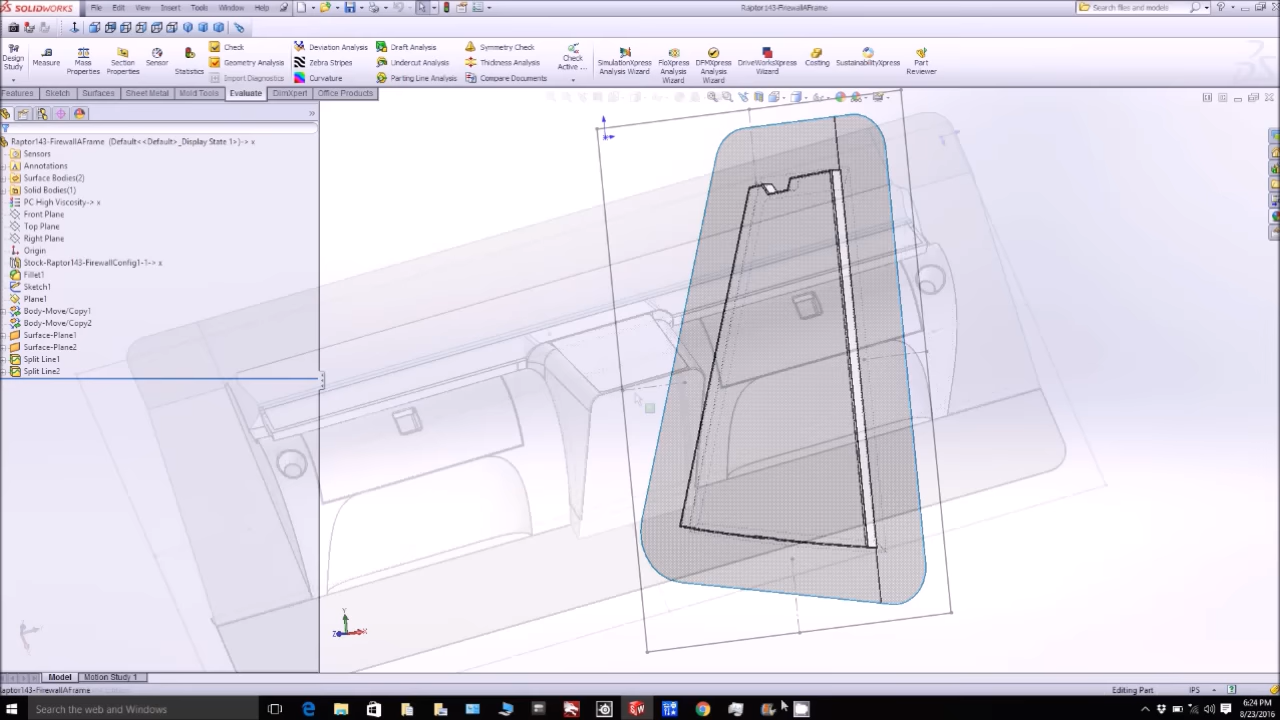 SOLIDWORKS File Edit View Insert Tools Window Help Raptor143-FirewallAFrame Search files and models
Design Study
Measure
Mass Properties
Section Properties
Sensor
Statistics
Check
Geometry Analysis
Import Diagnostics
Deviation Analysis
Zebra Stripes
Curvature
Draft Analysis
Undercut Analysis
Parting Line Analysis
Symmetry Check
Thickness Analysis
Compare Documents
Check Active ...
SimulationXpress Analysis Wizard
FloXpress Analysis Wizard
DFMXpress Analysis Wizard
DriveWorksXpress Wizard
Costing
SustainabilityXpress
Part Reviewer
Features Sketch Surfaces Sheet Metal Mold Tools Evaluate DimXpert Office Products
Raptor143-FirewallAFrame (Default<<Default>_Display State 1>)-> x
Sensors
Annotations
Surface Bodies(2)
Solid Bodies(1)
PC High Viscosity-> x
Front Plane
Top Plane
Right Plane
Origin
Stock-Raptor143-FirewallConfig1-1-> x
Fillet1
Sketch1
Plane1
Body-Move/Copy1
Body-Move/Copy2
Surface-Plane1
Surface-Plane2
Split Line1
Split Line2
Y
Z X
Model Motion Study 1
Raptor143-FirewallAFrame Editing Part IPS
Search the web and Windows
6:24 PM
8/23/2016